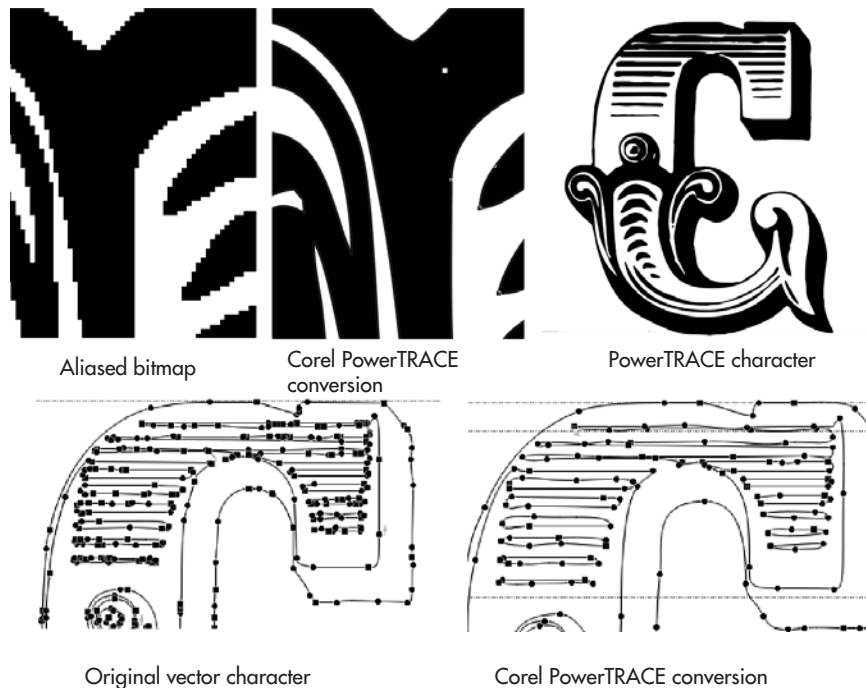 Aliased bitmap
Corel PowerTRACE
conversion
PowerTRACE character
Original vector character
Corel PowerTRACE conversion